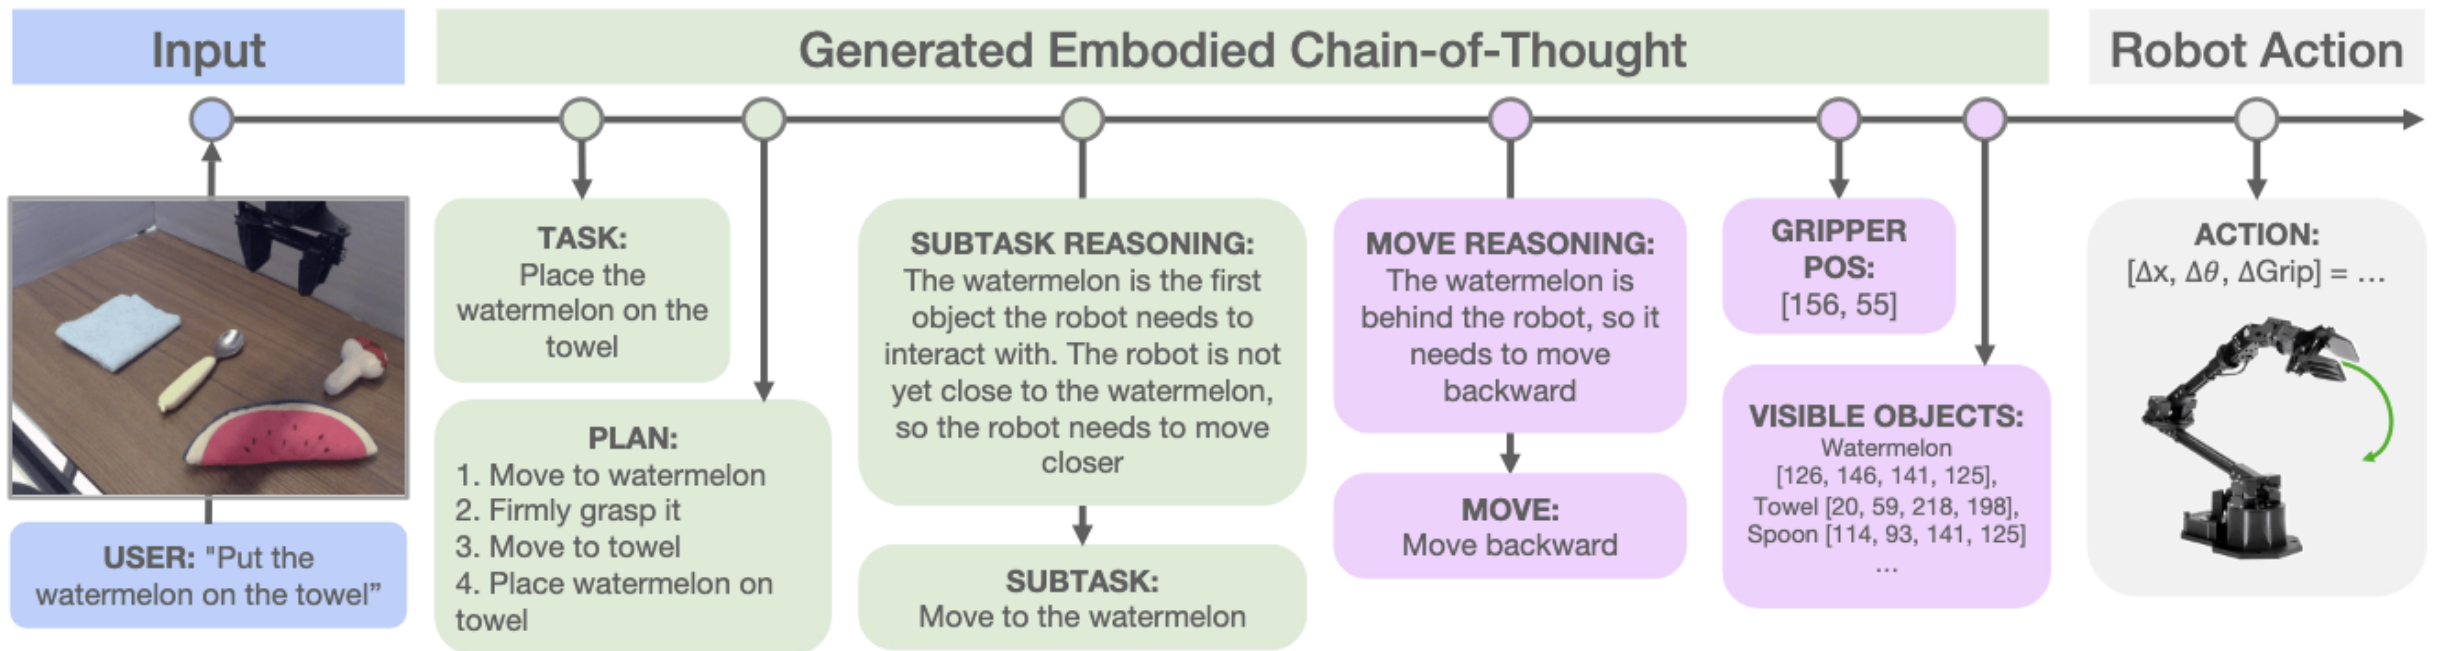 Input
Generated Embodied Chain-of-Thought
Robot Action
USER: "Put the
watermelon on the towel”
TASK:
Place the
watermelon on the
towel
PLAN:
1. Move to watermelon
2. Firmly grasp it
3. Move to towel
4. Place watermelon on
towel
SUBTASK REASONING:
The watermelon is the first
object the robot needs to
interact with. The robot is not
yet close to the watermelon,
so the robot needs to move
closer
SUBTASK:
Move to the watermelon
MOVE REASONING:
The watermelon is
behind the robot, so it
needs to move
backward
MOVE:
Move backward
GRIPPER
POS:
[156, 55]
VISIBLE OBJECTS:
Watermelon
[126, 146, 141, 125],
Towel [20, 59, 218, 198],
Spoon [114, 93, 141, 125]
...
ACTION:
[Δx, Δθ, ΔGrip] = ...